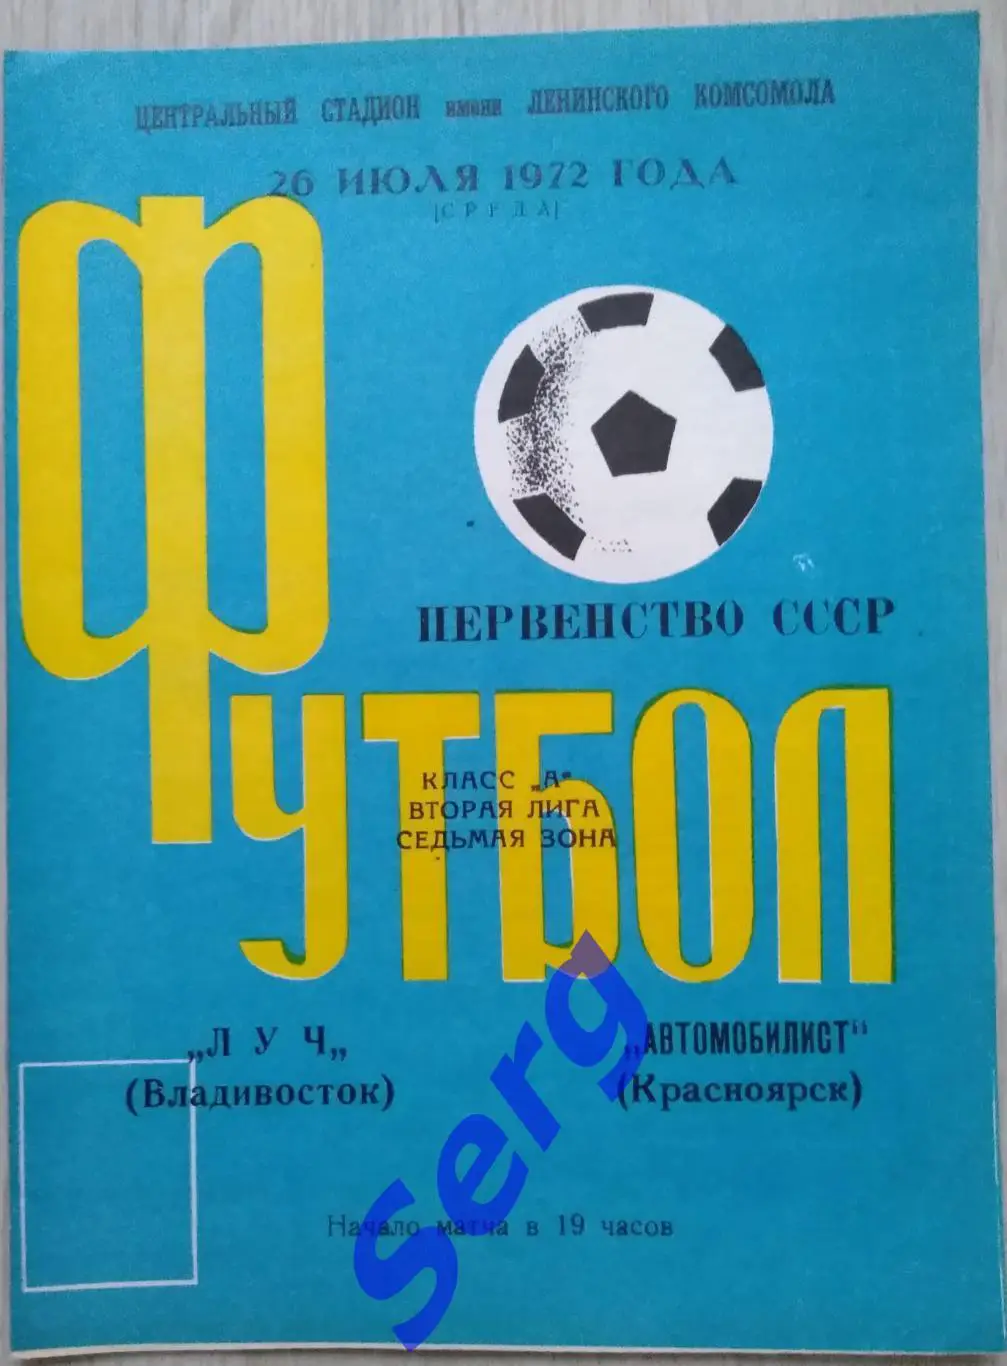 ЦЕНТРАЛЬНЫЙ СТАДИОН имени ЛЕНИНСКОГО КОМСОМОЛА
26 ИЮЛЯ 1972 ГОДА
[СРЕДА]
ПЕРВЕНСТВО СССР
ФУТБОЛ
КЛАСС „А"
ВТОРАЯ ЛИГА
СЕДЬМАЯ ЗОНА
„ЛУЧ„
(Владивосток)
„АВТОМОБИЛИСТ"
(Красноярск)
Начало матча в 19 часов
Serg